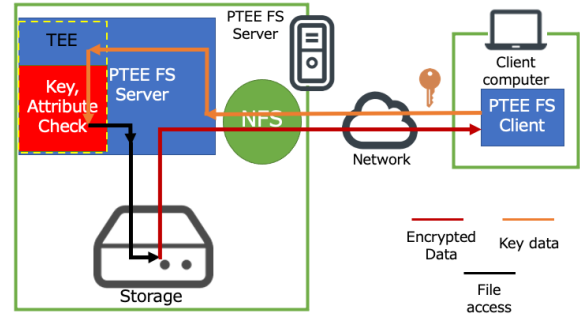 TEE
Key,
Attribute
Check
PTEE FS
Server
PTEE FS
Server
NFS
Network
Client
computer
PTEE FS
Client
Storage
Encrypted
Data
Key data
File
access